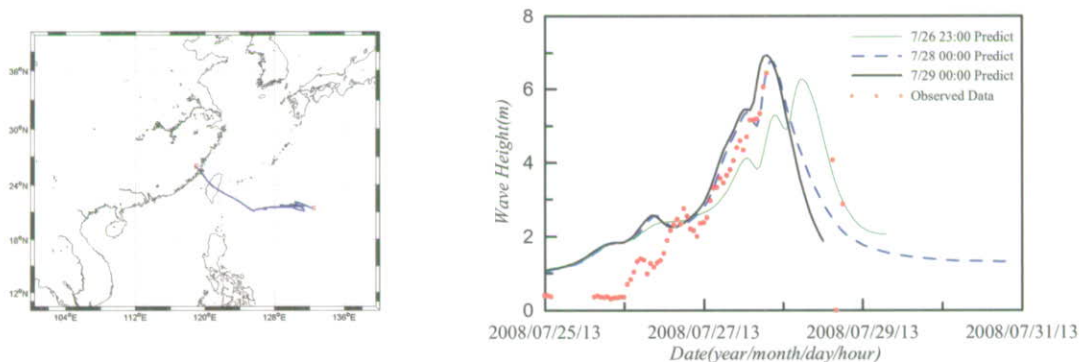 36°N
30°N
24°N
18°N
12°N
104°E 112°E 120°E 128°E 136°E
8
6
4
2
0
Wave Height(m)
7/26 23:00 Predict
7/28 00:00 Predict
7/29 00:00 Predict
Observed Data
2008/07/25/13 2008/07/27/13 2008/07/29/13 2008/07/31/13
Date(year/month/day/hour)